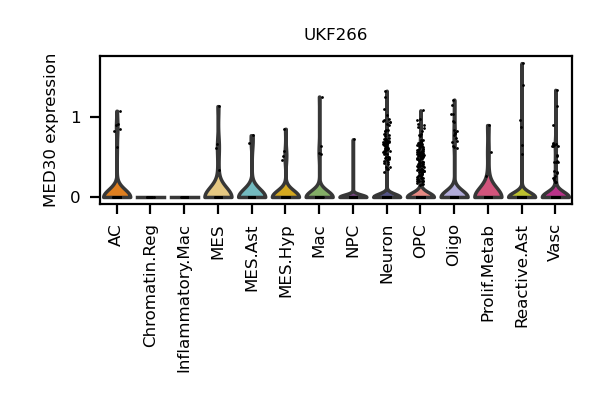 UKF266
MED30 expression
1
0
AC
Chromatin.Reg
Inflammatory.Mac
MES
MES.Ast
MES.Hyp
Mac
NPC
Neuron
OPC
Oligo
Prolif.Metab
Reactive.Ast
Vasc